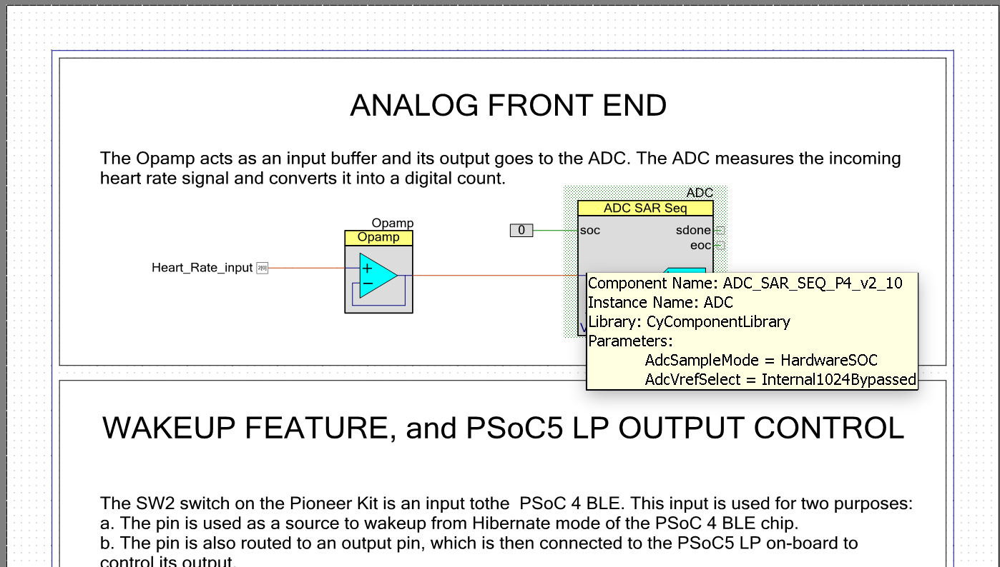 ANALOG FRONT END
The Opamp acts as an input buffer and its output goes to the ADC. The ADC measures the incoming
heart rate signal and converts it into a digital count.
ADC
ADC SAR Seq
Opamp
Opamp
0
soc
sdone
eoc
Heart_Rate_input
2[0]
+
−
V
Component Name: ADC_SAR_SEQ_P4_v2_10
Instance Name: ADC
Library: CyComponentLibrary
Parameters:
AdcSampleMode = HardwareSOC
AdcVrefSelect = Internal1024Bypassed
WAKEUP FEATURE, and PSoC5 LP OUTPUT CONTROL
The SW2 switch on the Pioneer Kit is an input tothe  PSoC 4 BLE. This input is used for two purposes:
a. The pin is used as a source to wakeup from Hibernate mode of the PSoC 4 BLE chip.
b. The pin is also routed to an output pin, which is then connected to the PSoC5 LP on-board to
control its output.